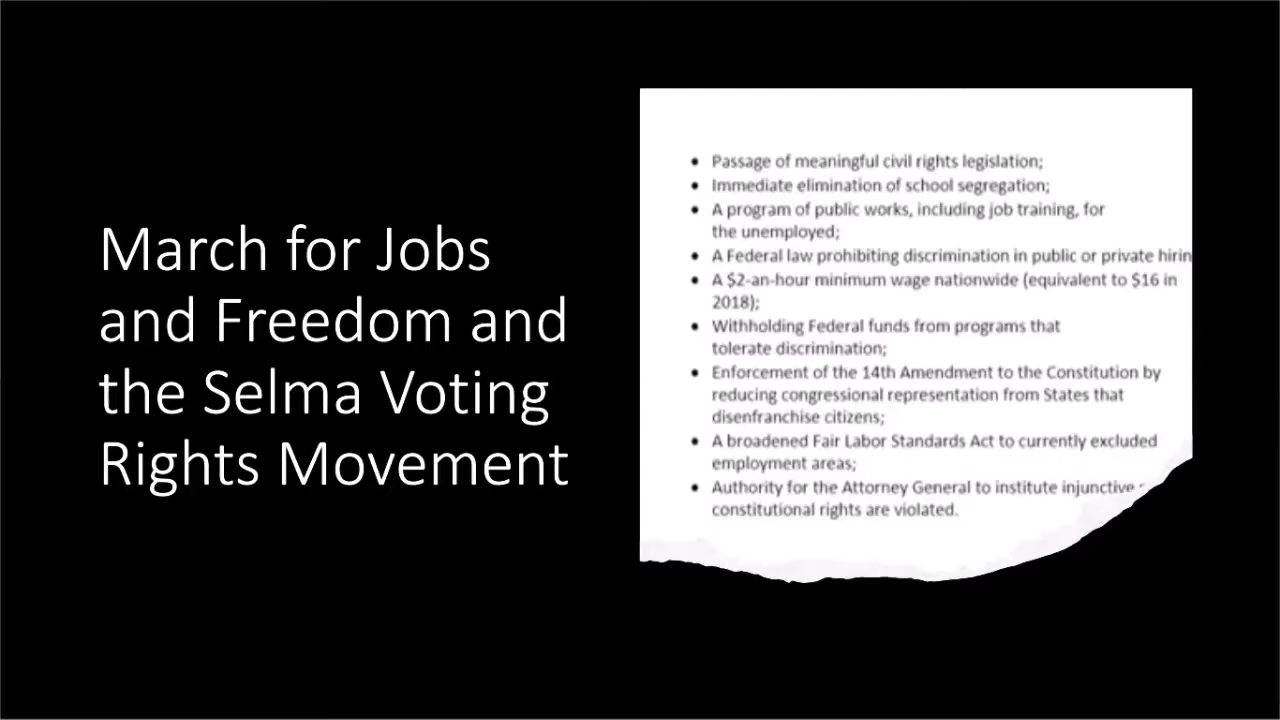 March for Jobs
and Freedom and
the Selma Voting
Rights Movement
• Passage of meaningful civil rights legislation;
• Immediate elimination of school segregation;
• A program of public works, including job training, for
the unemployed;
• A Federal law prohibiting discrimination in public or private hirin
• A $2-an-hour minimum wage nationwide (equivalent to $16 in
2018);
• Withholding Federal funds from programs that
tolerate discrimination;
• Enforcement of the 14th Amendment to the Constitution by
reducing congressional representation from States that
disenfranchise citizens;
• A broadened Fair Labor Standards Act to currently excluded
employment areas;
• Authority for the Attorney General to institute injunctive
constitutional rights are violated.